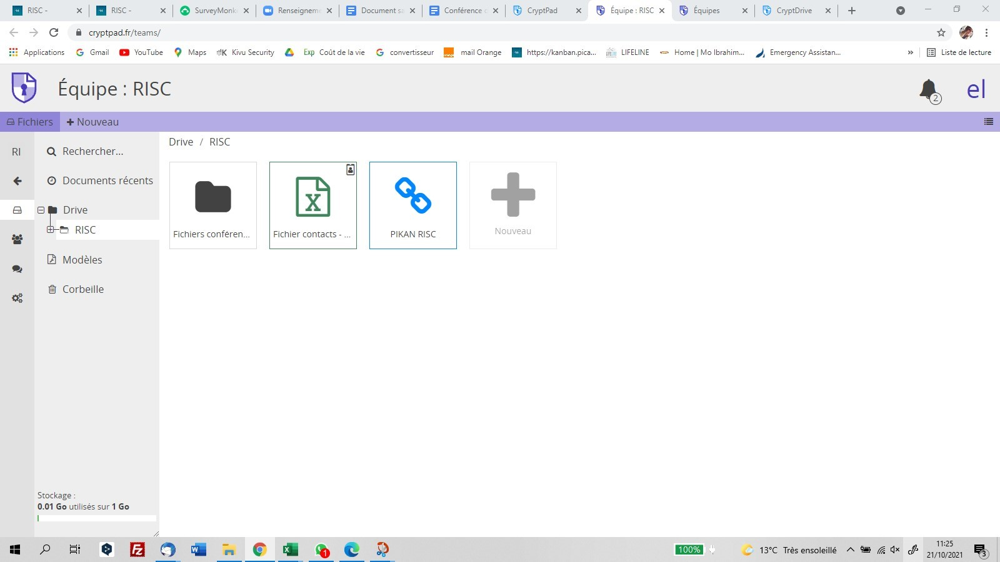 RISC -
RISC -
SurveyMonk
Renseigneme
Document sa
Conférence
CryptPad
Équipe : RISC
Équipes
CryptDrive
cryptpad.fr/teams/
Applications
Gmail
YouTube
Maps
Kivu Security
Exp Coût de la vie
convertisseur
mail Orange
https://kanban.pica...
LIFELINE
Home | Mo Ibrahim...
Emergency Assistan...
»
Liste de lecture
Équipe : RISC
2
el
Fichiers
Nouveau
RI
Rechercher...
Documents récents
Drive
RISC
Modèles
Corbeille
Drive / RISC
Fichiers conféren...
Fichier contacts - ...
PIKAN RISC
Nouveau
Stockage :
0.01 Go utilisés sur 1 Go
1
100%
13°C Très ensoleillé
11:25
21/10/2021
3